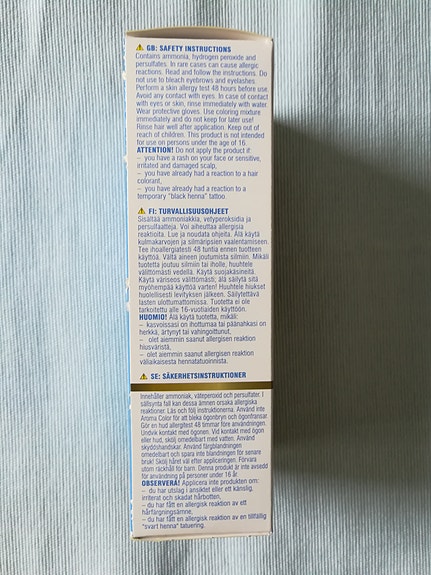 GB: SAFETY INSTRUCTIONS
Contains ammonia, hydrogen peroxide and
persulfates. In rare cases can cause allergic
reactions. Read and follow the instructions. Do
not use to bleach eyebrows and eyelashes.
Perform a skin allergy test 48 hours before use.
Avoid any contact with eyes. In case of contact
with eyes or skin, rinse immediately with water.
Wear protective gloves. Use coloring mixture
immediately and do not keep for later use!
Rinse hair well after application. Keep out of
reach of children. This product is not intended
for use on persons under the age of 16.
ATTENTION! Do not apply the product if:
– you have a rash on your face or sensitive,
irritated and damaged scalp,
– you have already had a reaction to a hair
colorant,
– you have already had a reaction to a
temporary "black henna" tattoo.
FI: TURVALLISUUSOHJEET
Sisältää ammoniakkia, vetyperoksidia ja
persulfaatteja. Voi aiheuttaa allergisia
reaktioita. Lue ja noudata ohjeita. Älä käytä
kulmakarvojen ja silmäripsien vaalentamiseen.
Tee ihoallergiatesti 48 tuntia ennen tuotteen
käyttöä. Vältä aineen joutumista silmiin. Mikäli
tuotetta joutuu silmiin tai iholle, huuhtele
välittömästi vedellä. Käytä suojakäsineitä.
Käytä väriseos välittömästi; älä säilytä sitä
myöhempää käyttöä varten! Huuhtele hiukset
huolellisesti levityksen jälkeen. Säilytettävä
lasten ulottumattomissa. Tuotetta ei ole
tarkoitettu alle 16-vuotiaiden käyttöön.
HUOMIO! Älä käytä tuotetta, mikäli:
– kasvoissasi on ihottumaa tai päänahkasi on
herkkä, ärtynyt tai vahingoittunut,
– olet aiemmin saanut allergisen reaktion
hiusväristä,
– olet aiemmin saanut allergisen reaktion
väliaikaisesta hennatatuoinnista.
SE: SÄKERHETSINSTRUKTIONER
Innehåller ammoniak, väteperoxid och persulfater. I
sällsynta fall kan dessa ämnen orsaka allergiska
reaktioner. Läs och följ instruktionerna. Använd inte
Aroma Color för att bleka ögonbryn och ögonfransar.
Gör en hud allergitest 48 timmar före användningen.
Undvik kontakt med ögonen. Vid kontakt med ögon
eller hud, skölj omedelbart med vatten. Använd
skyddshandskar. Använd färgblandningen
omedelbart och spara inte blandningen för senare
bruk! Skölj håret väl efter appliceringen. Förvara
utom räckhåll för barn. Denna produkt är inte avsedd
för användning på personer under 16 år.
OBSERVERA! Applicera inte produkten om:
– du har utslag i ansiktet eller ett känslig,
irriterat och skadat hårbotten,
– du har fått en allergisk reaktion av ett
hårfärgningsämne,
– du har fått en allergisk reaktion av en tillfällig
"svart henna" tatuering.